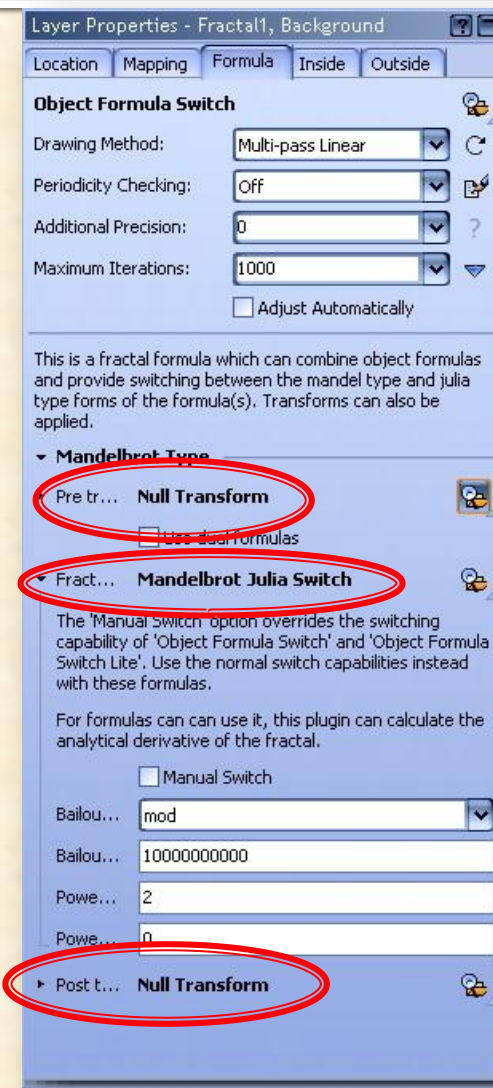 Layer Properties - Fractal1, Background
Location Mapping Formula Inside Outside
Object Formula Switch
Drawing Method: Multi-pass Linear
Periodicity Checking: Off
Additional Precision: 0
Maximum Iterations: 1000
Adjust Automatically
This is a fractal formula which can combine object formulas
and provide switching between the mandel type and julia
type forms of the formula(s). Transforms can also be
applied.
Mandelbrot Type
Pre tr... Null Transform
Use dual formulas
Fract... Mandelbrot Julia Switch
The 'Manual Switch' option overrides the switching
capability of 'Object Formula Switch' and 'Object Formula
Switch Lite'. Use the normal switch capabilities instead
with these formulas.
For formulas can can use it, this plugin can calculate the
analytical derivative of the fractal.
Manual Switch
Bailou... mod
Bailou... 10000000000
Powe... 2
Powe... 0
Post t... Null Transform